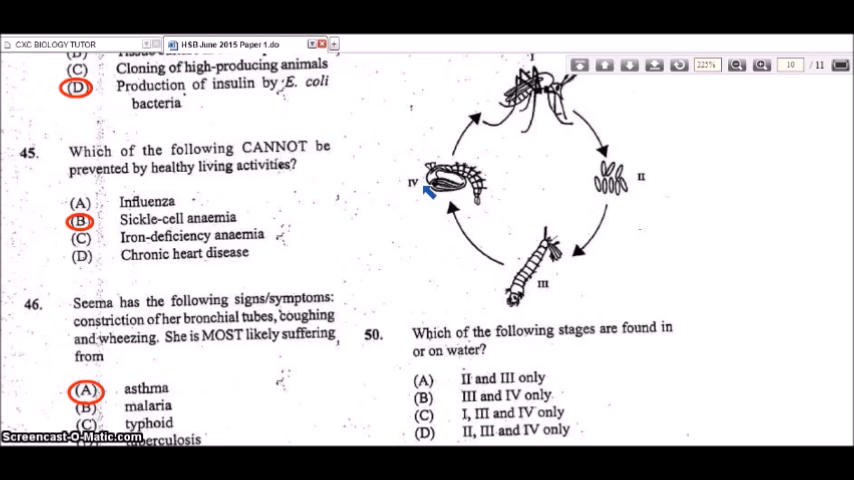 CXC BIOLOGY TUTOR
HSB June 2015 Paper 1.do
225%
10 / 11
(C) Cloning of high-producing animals
(D) Production of insulin by E. coli
bacteria
45. Which of the following CANNOT be
prevented by healthy living activities?
(A) Influenza
(B) Sickle-cell anaemia
(C) Iron-deficiency anaemia
(D) Chronic heart disease
46. Seema has the following signs/symptoms:
constriction of her bronchial tubes, coughing
and wheezing. She is MOST likely suffering
from
(A) asthma
(B) malaria
(C) typhoid
tuberculosis
Screencast-O-Matic.com
I
II
III
IV
50. Which of the following stages are found in
or on water?
(A) II and III only
(B) III and IV only
(C) I, III and IV only
(D) II, III and IV only